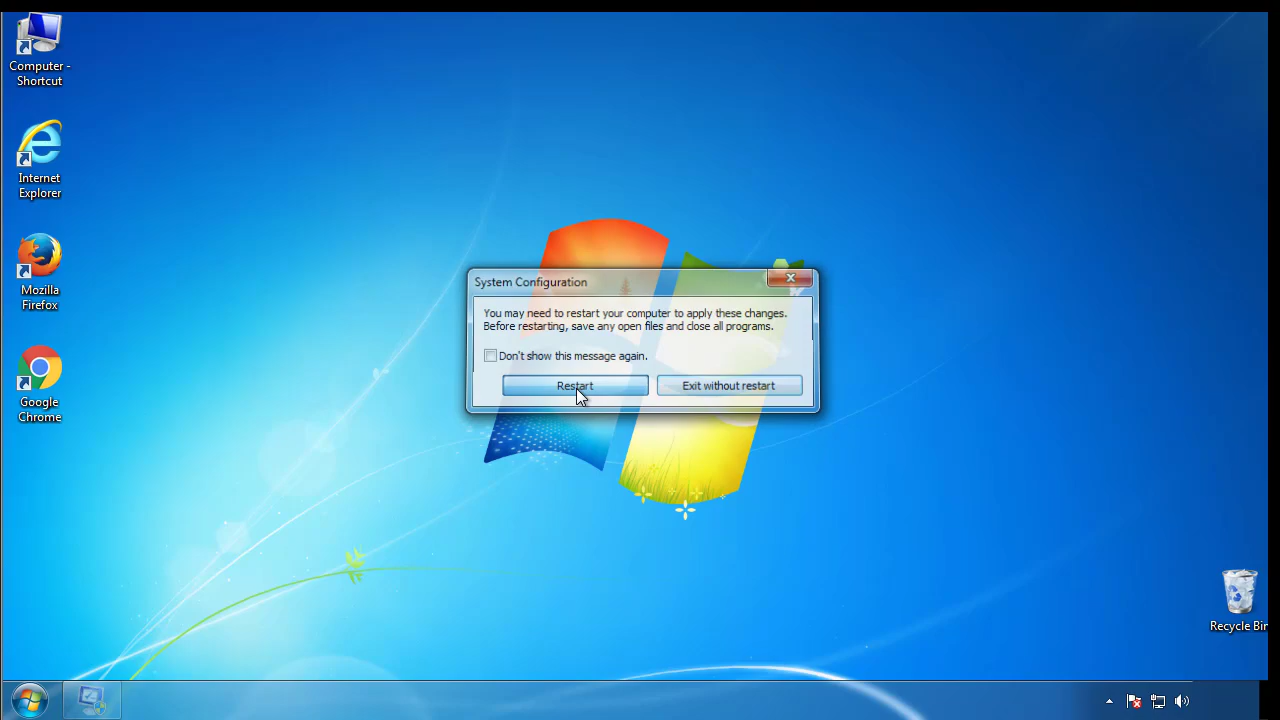 Computer -
Shortcut
Internet
Explorer
Mozilla
Firefox
Google
Chrome
System Configuration
You may need to restart your computer to apply these changes.
Before restarting, save any open files and close all programs.
Don't show this message again.
Restart
Exit without restart
Recycle Bin